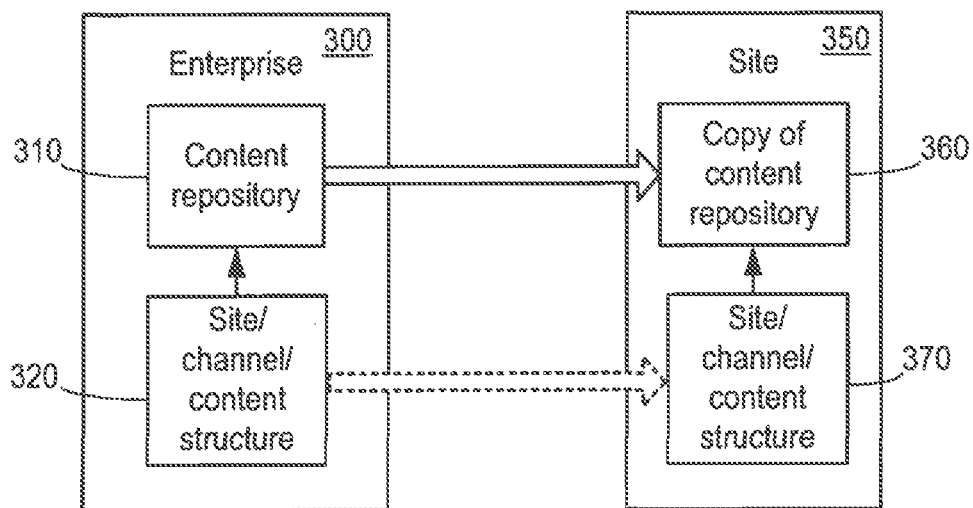 Enterprise
300
310
Content
repository
320
Site/
channel/
content
structure
Site
350
Copy of
content
repository
360
Site/
channel/
content
structure
370